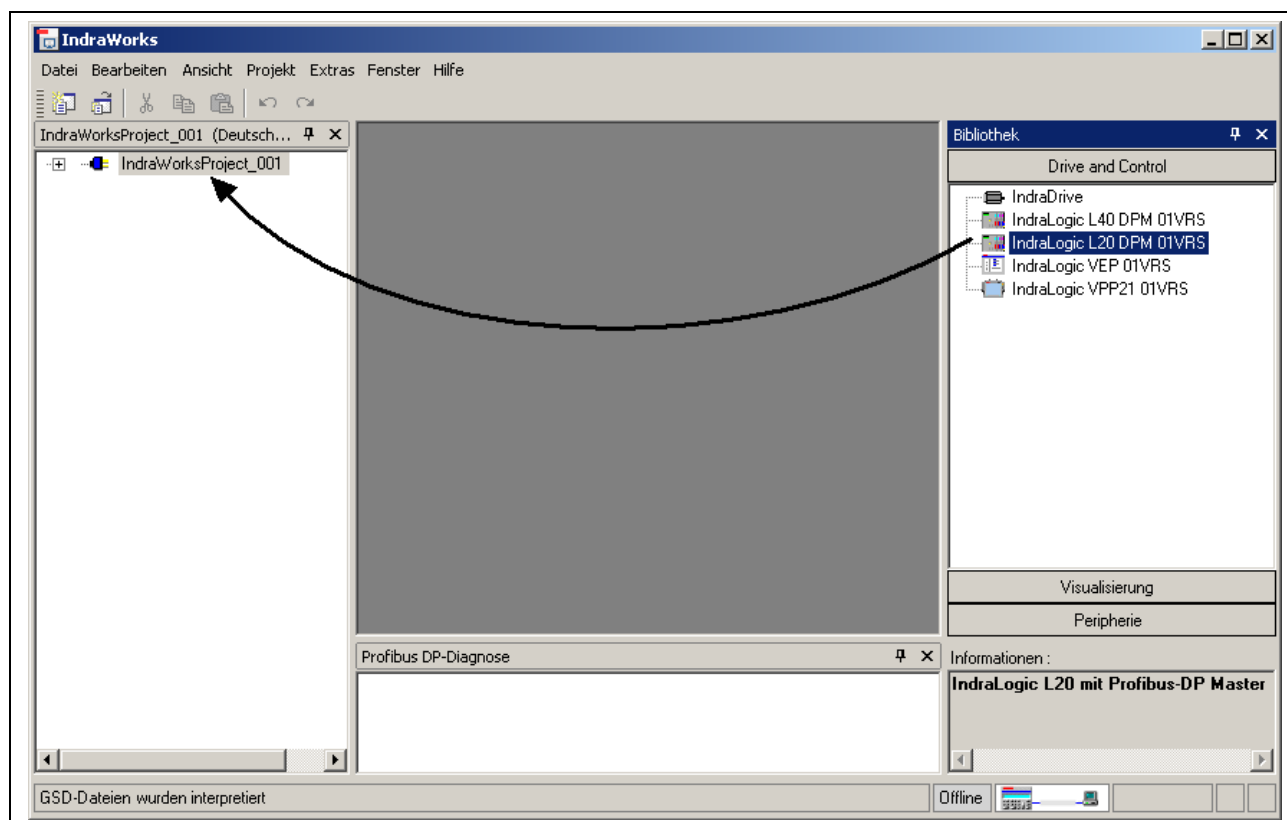 IndraWorks
Datei Bearbeiten Ansicht Projekt Extras Fenster Hilfe
IndraWorksProject_001 (Deutsch...
IndraWorksProject_001
Bibliothek
Drive and Control
IndraDrive
IndraLogic L40 DPM 01VRS
IndraLogic L20 DPM 01VRS
IndraLogic VEP 01VRS
IndraLogic VPP21 01VRS
Visualisierung
Peripherie
Profibus DP-Diagnose
Informationen :
IndraLogic L20 mit Profibus-DP Master
GSD-Dateien wurden interpretiert
Offline